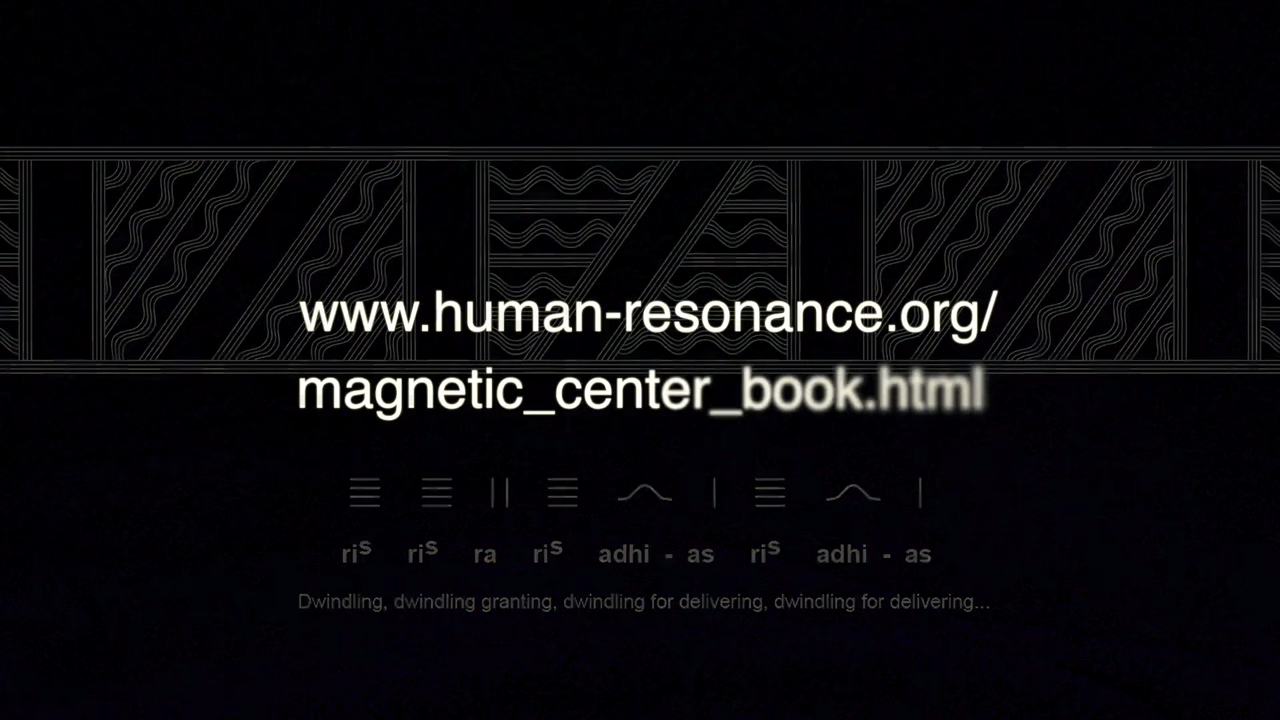 www.human-resonance.org/
magnetic_center_book.html
riˢ riˢ ra riˢ adhi - as riˢ adhi - as
Dwindling, dwindling granting, dwindling for delivering, dwindling for delivering...